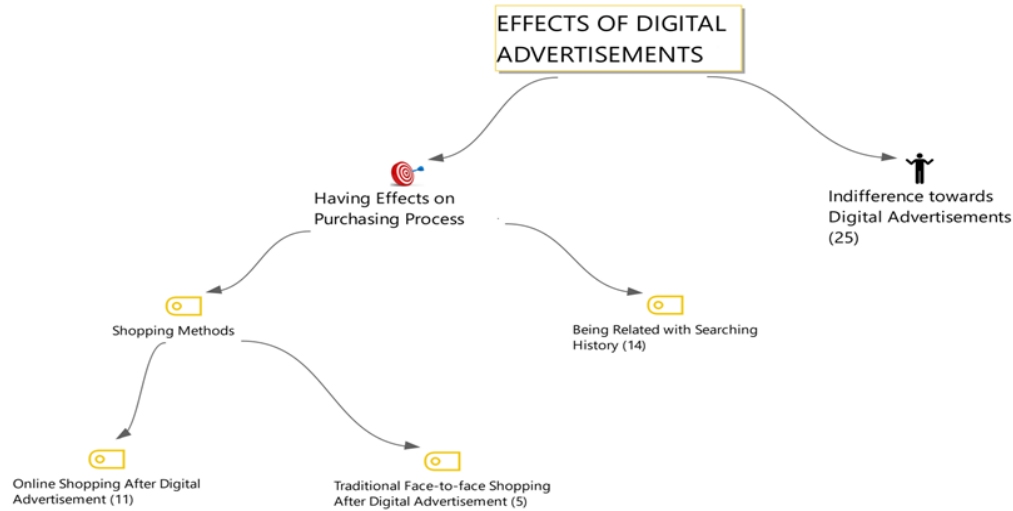 EFFECTS OF DIGITAL
ADVERTISEMENTS
Having Effects on
Purchasing Process
Indifference towards
Digital Advertisements
(25)
Shopping Methods
Being Related with Searching
History (14)
Online Shopping After Digital
Advertisement (11)
Traditional Face-to-face Shopping
After Digital Advertisement (5)